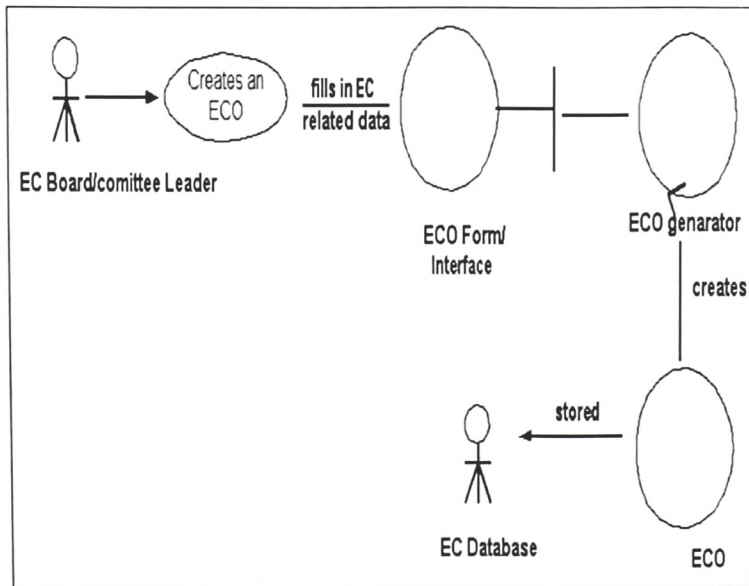 Creates an
ECO
fills in EC
related data
EC Board/comittee Leader
ECO Form/
Interface
ECO genarator
creates
stored
EC Database
ECO